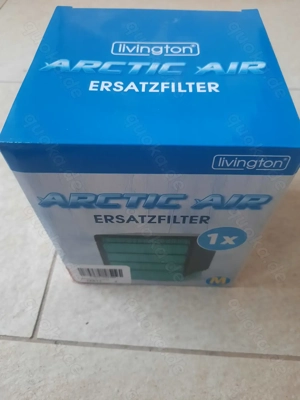 livington®
ARCTIC AIR
ERSATZFILTER
livington®
ARCTIC AIR
ERSATZFILTER
1x
M